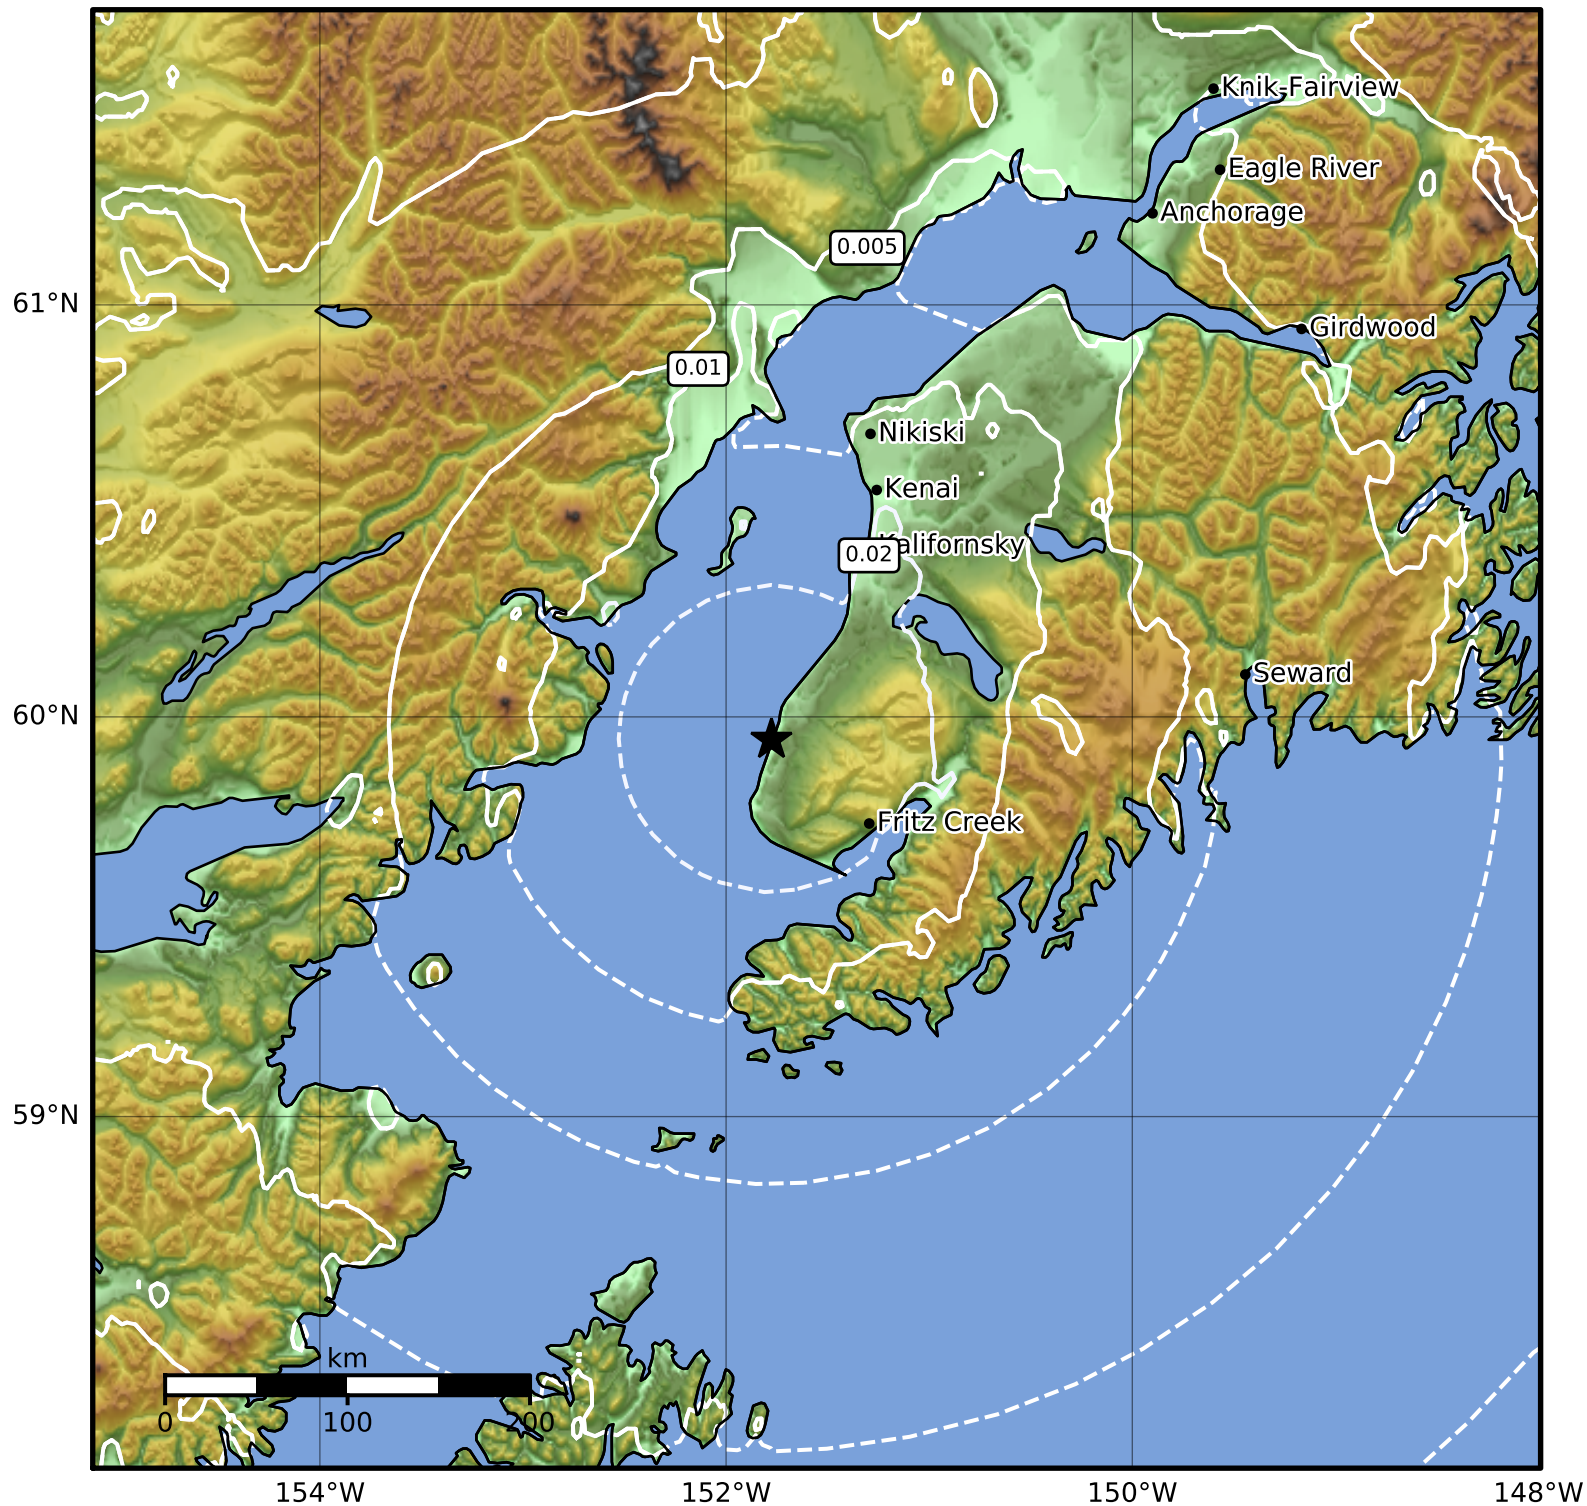 Knik-Fairview
Eagle River
Anchorage
0.005
61°N
Girdwood
0.01
Nikiski
Kenai
Kalifornsky
0.02
Seward
60°N
Fritz Creek
59°N
km
0
100
200
154°W
152°W
150°W
148°W